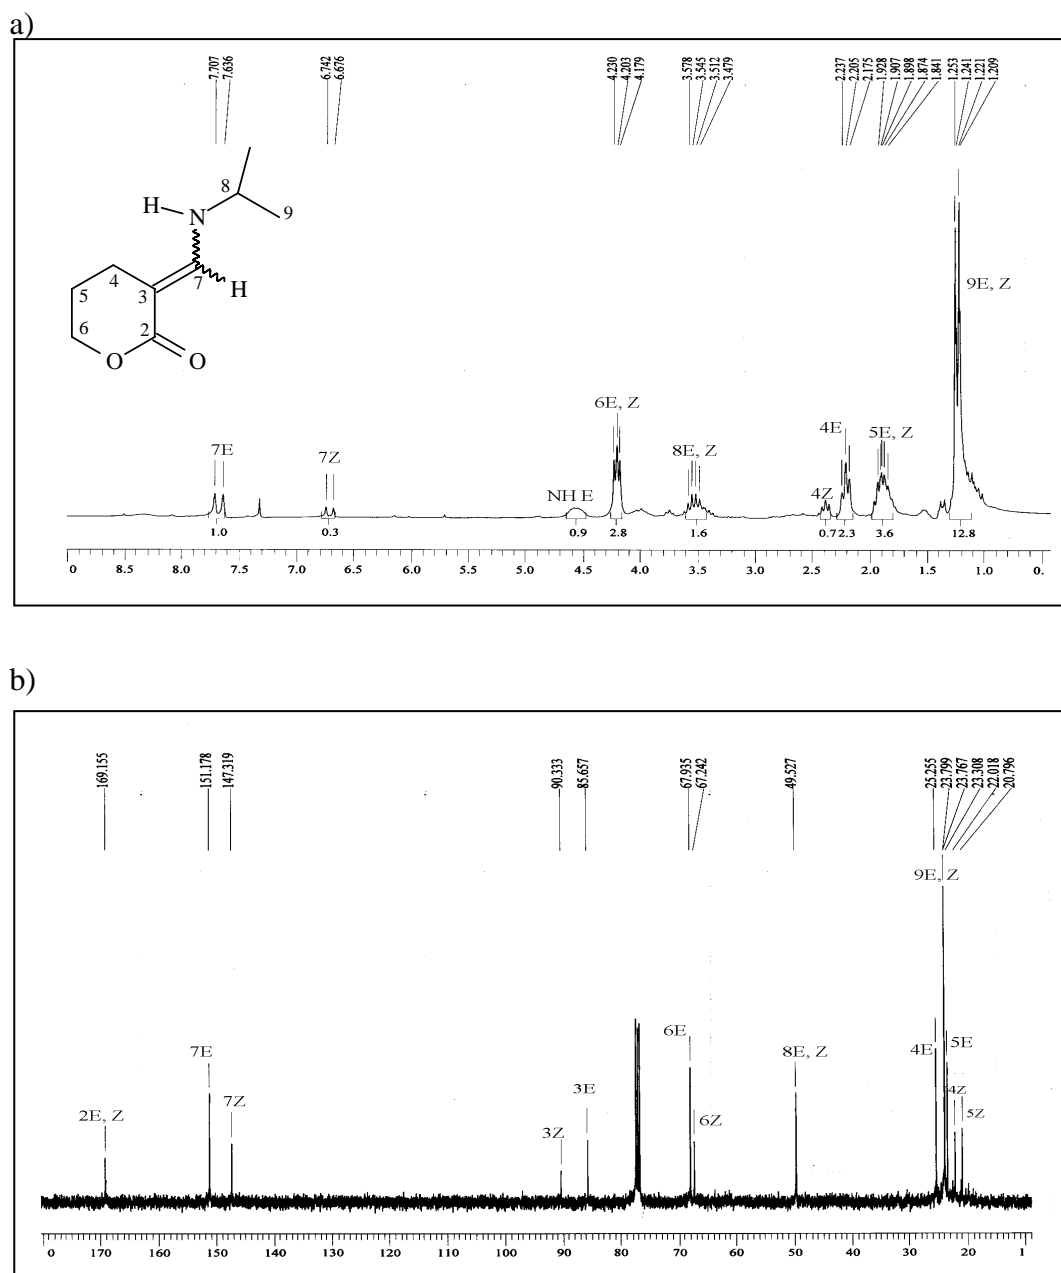 a)
7.707 7.636 6.742 6.676 4.230 4.203 4.179 3.578 3.545 3.512 3.479 2.237 2.205 2.175 1.928 1.907 1.898 1.874 1.841 1.253 1.241 1.221 1.209
8
9
H N
4 7 H
5 3
6 2
O O
9E, Z
6E, Z
4E 5E, Z
7E 7Z 8E, Z
NH E 4Z
1.0 0.3 0.9 2.8 1.6 0.7 2.3 3.6 12.8
0 8.5 8.0 7.5 7.0 6.5 6.0 5.5 5.0 4.5 4.0 3.5 3.0 2.5 2.0 1.5 1.0 0.
b)
169.155 151.178 147.319 90.333 85.657 67.935 67.242 49.527 25.255 23.799 23.767 23.308 22.018 20.796
9E, Z
6E
7E 8E, Z 4E 5E
3E 4Z
2E, Z 7Z 3Z 6Z 5Z
0 170 160 150 140 130 120 110 100 90 80 70 60 50 40 30 20 1